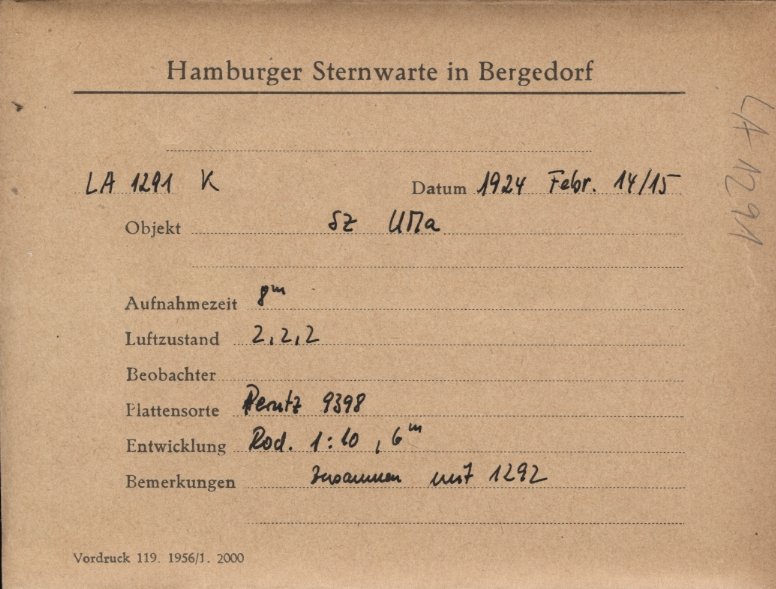 Hamburger Sternwarte in Bergedorf
LA 1291 K Datum 1924 Febr. 14/15
Objekt SZ UMa
Aufnahmezeit 8m
Luftzustand 2,2,2
Beobachter
Plattensorte Perutz 9398
Entwicklung Rod. 1:10, 6m
Bemerkungen zusammen mit 1292
Vordruck 119. 1956/1. 2000
LA 1291